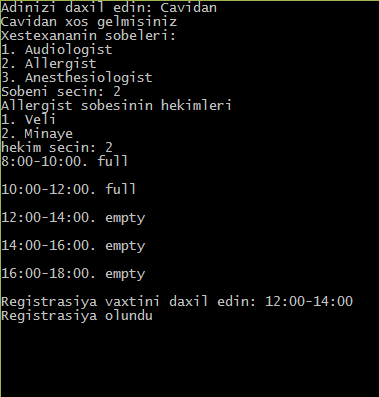 Adinizi daxil edin: Cavidan
Cavidan xos gelmisiniz
Xestexananin sobeleri:
1. Audiologist
2. Allergist
3. Anesthesiologist
Sobeni secin: 2
Allergist sobesinin hekimleri
1. Veli
2. Minaye
hekim secin: 2
8:00-10:00. full
10:00-12:00. full
12:00-14:00. empty
14:00-16:00. empty
16:00-18:00. empty
Registrasiya vaxtini daxil edin: 12:00-14:00
Registrasiya olundu